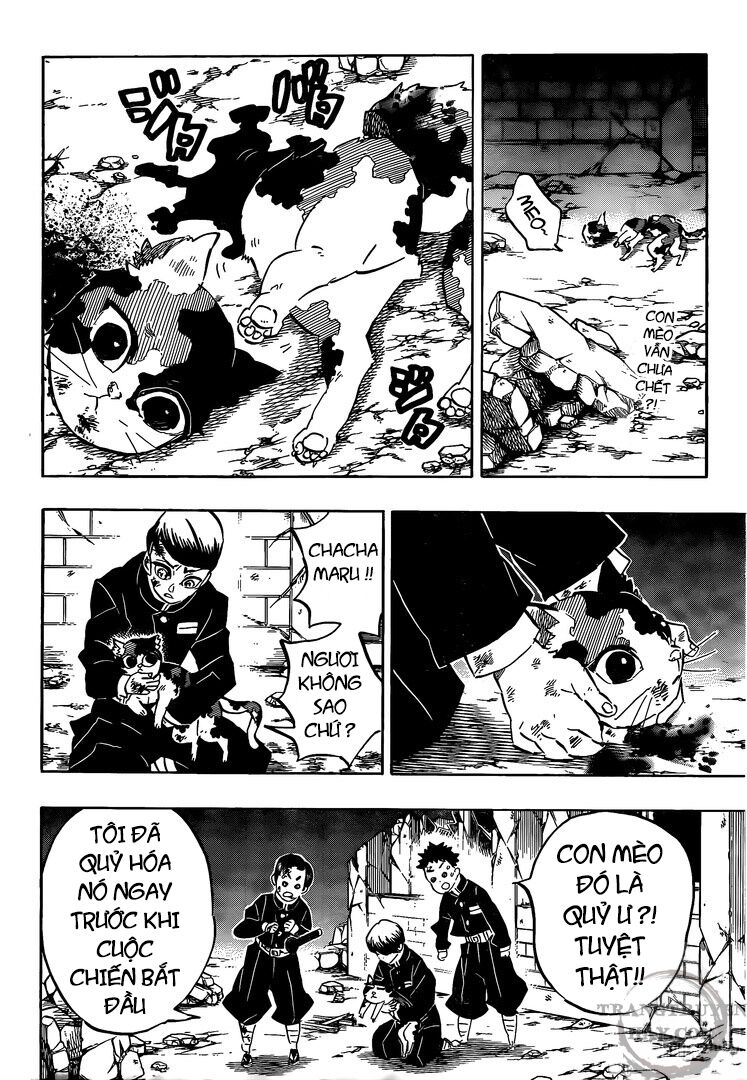 MEO~
CON
MÈO
VẪN
CHƯA
CHẾT
?!
CHACHA
MARU !!
NGƯƠI
KHÔNG
SAO
CHỨ ?
TÔI ĐÃ
QUỶ HÓA
NÓ NGAY
TRƯỚC KHI
CUỘC
CHIẾN BẮT
ĐẦU
CON MÈO
ĐÓ LÀ
QUỶ Ư ?!
TUYỆT
THẬT!!